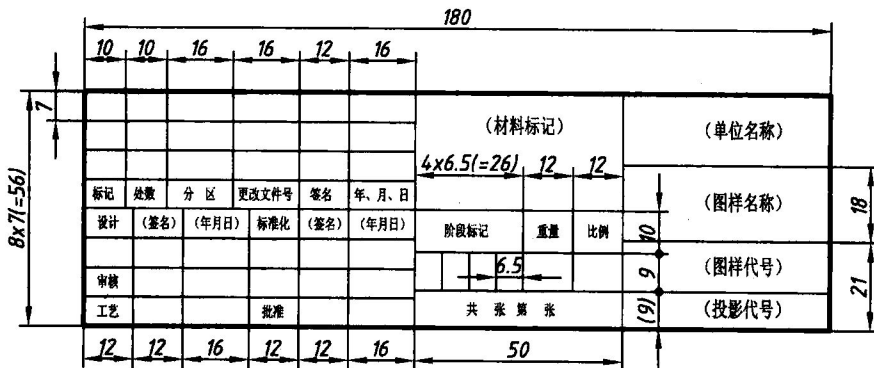 180
10 10 16 16 12 16
7
8x7(=56)
(材料标记)
(单位名称)
4x6.5(=26) 12 12
标记 处数 分 区 更改文件号 签名 年、月、日
(图样名称)
18
设计 (签名) (年月日) 标准化 (签名) (年月日)
阶段标记 重量 比例
10
6.5
9
(图样代号)
21
审核
工艺 批准
共 张 第 张
(9)
(投影代号)
12 12 16 12 12 16 50